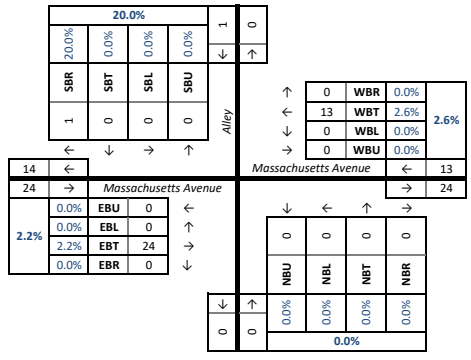 20.0%
1 0
20.0% 0.0% 0.0% 0.0%
↓ ↑
SBR SBT SBL SBU
1 0 0 0
← ↓ → ↑
Alley
↑ 0 WBR 0.0%
← 13 WBT 2.6%
↓ 0 WBL 0.0%
→ 0 WBU 0.0%
2.6%
14 ←
Massachusetts Avenue ← 13
24 → Massachusetts Avenue
→ 24
2.2%
0.0% EBU 0 ←
0.0% EBL 0 ↑
2.2% EBT 24 →
0.0% EBR 0 ↓
↓ ← ↑ →
0 0 0 0
NBU NBL NBT NBR
↓ ↑
0.0% 0.0% 0.0% 0.0%
0 0
0.0%